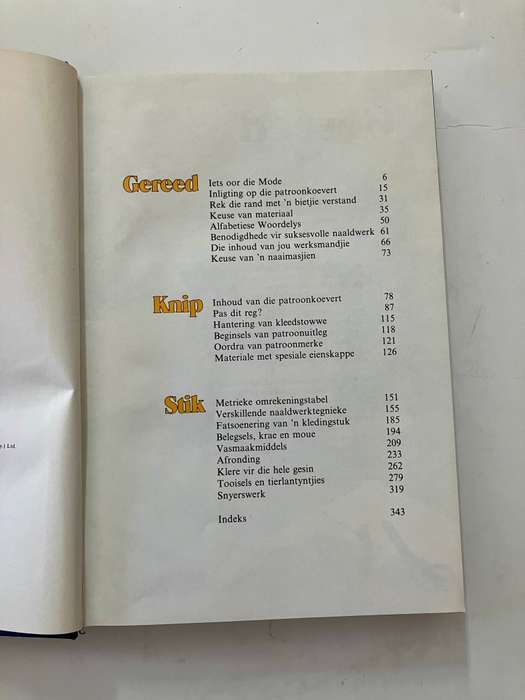 Gereed
Iets oor die Mode 6
Inligting op die patroonkoevert 15
Rek die rand met 'n bietjie verstand 31
Keuse van materiaal 35
Alfabetiese Woordelys 50
Benodigdhede vir suksesvolle naaldwerk 61
Die inhoud van jou werksmandjie 66
Keuse van 'n naaimasjien 73
Knip
Inhoud van die patroonkoevert 78
Pas dit reg? 87
Hantering van kleedstowwe 115
Beginsels van patroonuitleg 118
Oordra van patroonmerke 121
Materiale met spesiale eienskappe 126
Stik
Metrieke omrekeningstabel 151
Verskillende naaldwerktegnieke 155
Fatsoenering van 'n kledingstuk 185
Belegsels, krae en moue 194
Vasmaakmiddels 209
Afronding 233
Klere vir die hele gesin 262
Tooisels en tierlantyntjies 279
Snyerswerk 319
Indeks 343
) Ltd.